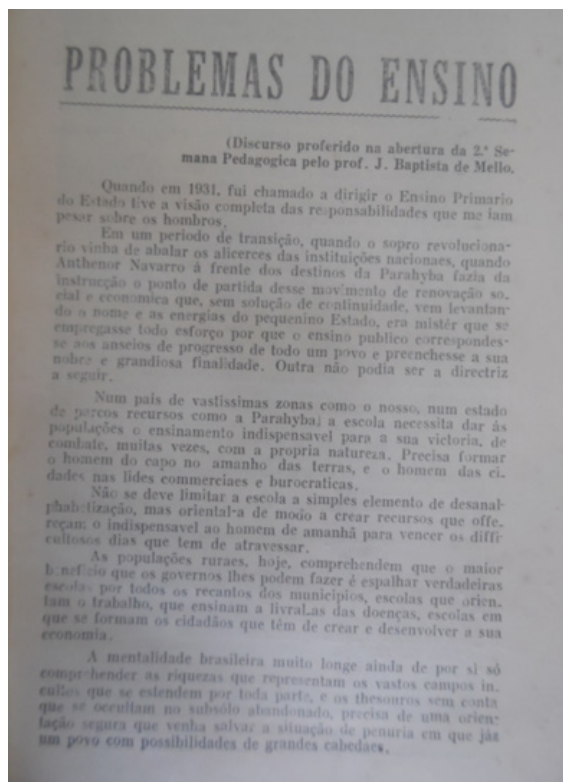 PROBLEMAS DO ENSINO
(Discurso proferido na abertura da 2.ª Se-
mana Pedagogica pelo prof. J. Baptista de Mello.
Quando em 1931, fui chamado a dirigir o Ensino Primario
do Estado tive a visão completa das responsabilidades que me iam
pesar sobre os hombros.
Em um periodo de transição, quando o sopro revoluciona-
rio vinha de abalar os alicerces das instituições nacionaes, quando
Anthenor Navarro á frente dos destinos da Parahyba fazia da
instrucção o ponto de partida desse movimento de renovação so-
cial e economica que, sem solução de continuidade, vem levantan-
do o nome e as energias do pequenino Estado, era mistér que se
empregasse todo esforço por que o ensino publico correspondes-
se aos anseios de progresso de todo um povo e preenchesse a sua
nobre e grandiosa finalidade. Outra não podia ser a directriz
a seguir.
Num país de vastissimas zonas como o nosso, num estado
de parcos recursos como a Parahyba, a escola necessita dar ás
populações o ensinamento indispensavel para a sua victoria, de
combate, muitas vezes, com a propria natureza. Precisa formar
o homem do capo no amanho das terras, e o homem das ci-
dades nas lides commerciaes e burocraticas.
Não se deve limitar a escola a simples elemento de desanal-
phabetização, mas oriental-a de modo a crear recursos que offe-
reçam o indispensavel ao homem de amanhã para vencer os diffi-
cultosos dias que tem de atravessar.
As populações ruraes, hoje, comprehendem que o maior
beneficio que os governos lhes podem fazer é espalhar verdadeiras
escolas por todos os recantos dos municipios, escolas que orien-
tam o trabalho, que ensinam a livral-as das doenças, escolas em
que se formam os cidadãos que têm de crear e desenvolver a sua
economia.
A mentalidade brasileira muito longe ainda de por si só
comprehender as riquezas que representam os vastos campos in-
cultos que se estendem por toda parte, e os thesouros sem conta
que se occultam no subsólo abandonado, precisa de uma orien-
tação segura que venha salvar a situação de penuria em que jás
um povo com possibilidades de grandes cabedaes.